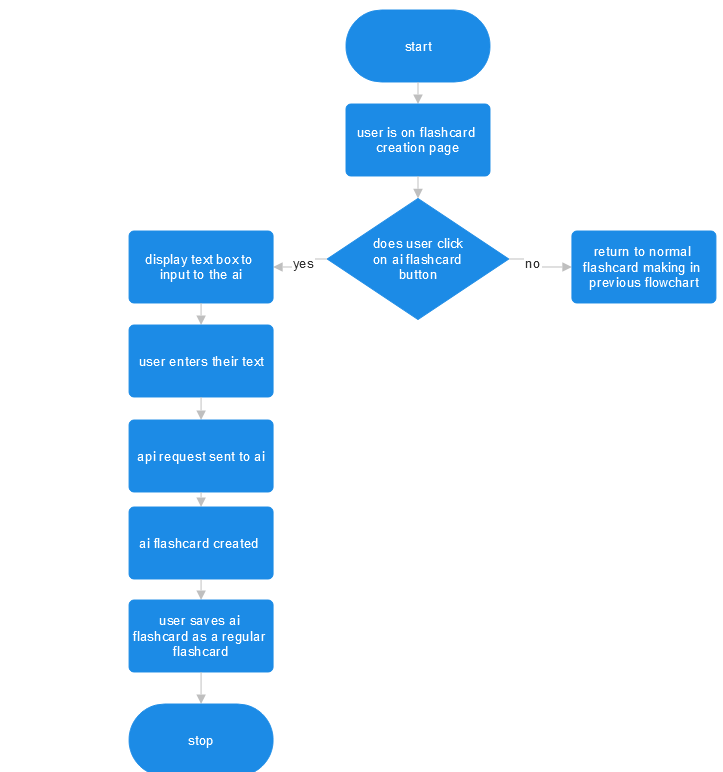 start
user is on flashcard
creation page
does user click
on ai flashcard
button
yes
no
display text box to
input to the ai
return to normal
flashcard making in
previous flowchart
user enters their text
api request sent to ai
ai flashcard created
user saves ai
flashcard as a regular
flashcard
stop